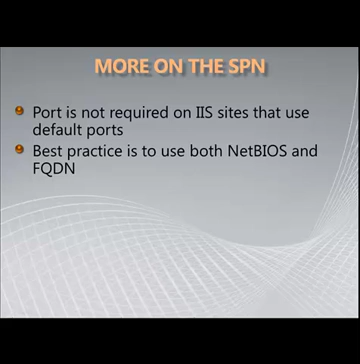 MORE ON THE SPN
Port is not required on IIS sites that use
default ports
Best practice is to use both NetBIOS and
FQDN